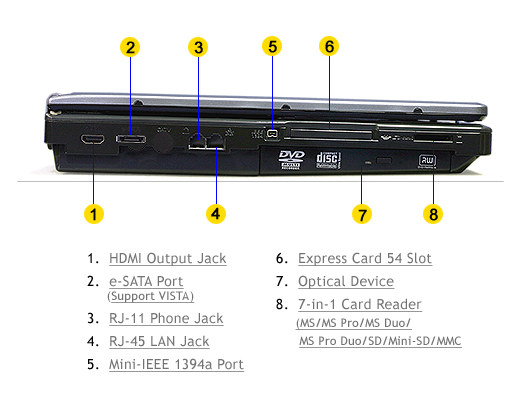 2
3
5
6
DVD
MULTI
RECORDER
COMPACT
disc
RW
1
4
7
8
1. HDMI Output Jack
2. e-SATA Port
(Support VISTA)
3. RJ-11 Phone Jack
4. RJ-45 LAN Jack
5. Mini-IEEE 1394a Port
6. Express Card 54 Slot
7. Optical Device
8. 7-in-1 Card Reader
(MS/MS Pro/MS Duo/
MS Pro Duo/SD/Mini-SD/MMC